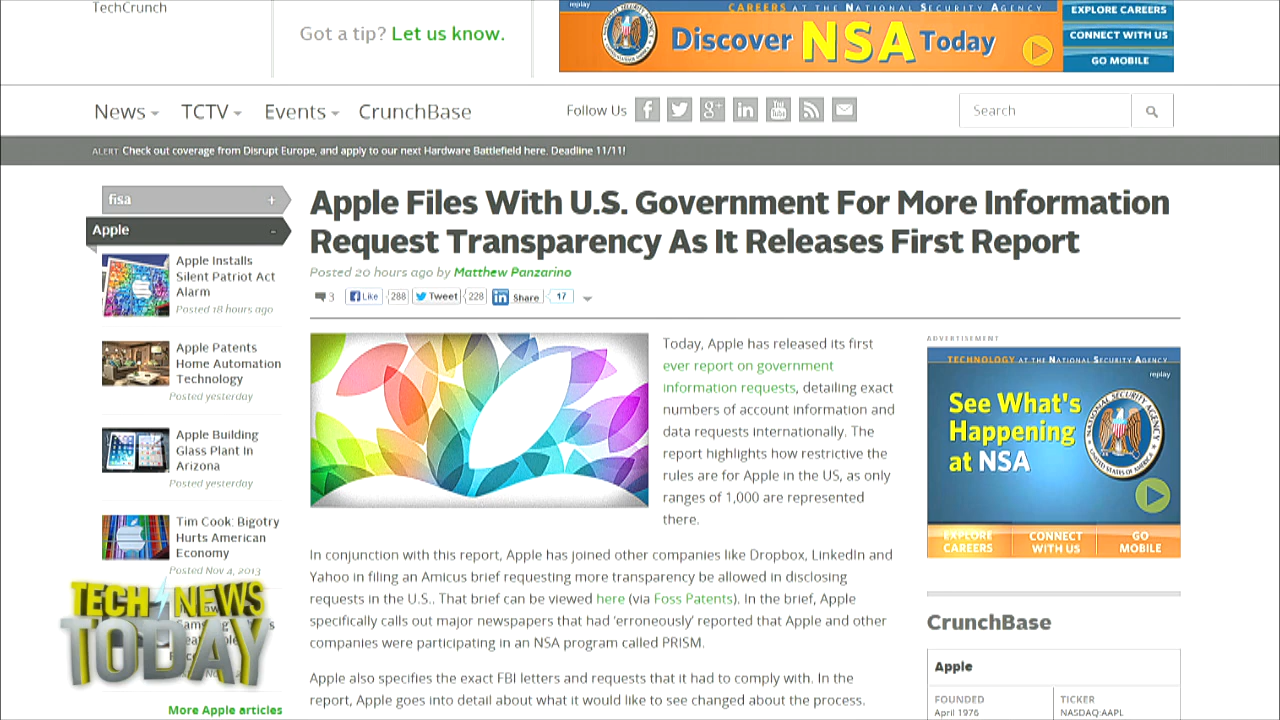 TechCrunch
Got a tip? Let us know.
replay
CAREERS AT THE NATIONAL SECURITY AGENCY
Discover NSA Today
EXPLORE CAREERS
CONNECT WITH US
GO MOBILE
News TCTV Events CrunchBase
Follow Us
Search
ALERT Check out coverage from Disrupt Europe, and apply to our next Hardware Battlefield here. Deadline 11/11!
fisa +
Apple -
Apple Installs
Silent Patriot Act
Alarm
Posted 18 hours ago
Apple Patents
Home Automation
Technology
Posted yesterday
Apple Building
Glass Plant In
Arizona
Posted yesterday
Tim Cook: Bigotry
Hurts American
Economy
Posted Nov 4, 2013
TECH NEWS
TODAY
More Apple articles
Apple Files With U.S. Government For More Information
Request Transparency As It Releases First Report
Posted 20 hours ago by Matthew Panzarino
3 Like 288 Tweet 228 in Share 17
Today, Apple has released its first
ever report on government
information requests, detailing exact
numbers of account information and
data requests internationally. The
report highlights how restrictive the
rules are for Apple in the US, as only
ranges of 1,000 are represented
there.
In conjunction with this report, Apple has joined other companies like Dropbox, LinkedIn and
Yahoo in filing an Amicus brief requesting more transparency be allowed in disclosing
requests in the U.S.. That brief can be viewed here (via Foss Patents). In the brief, Apple
specifically calls out major newspapers that had 'erroneously' reported that Apple and other
companies were participating in an NSA program called PRISM.
Apple also specifies the exact FBI letters and requests that it had to comply with. In the
report, Apple goes into detail about what it would like to see changed about the process.
ADVERTISEMENT
TECHNOLOGY AT THE NATIONAL SECURITY AGENCY
replay
See What's
Happening
at NSA
EXPLORE CAREERS
CONNECT WITH US
GO MOBILE
CrunchBase
Apple
FOUNDED
April 1976
TICKER
NASDAQ:AAPL